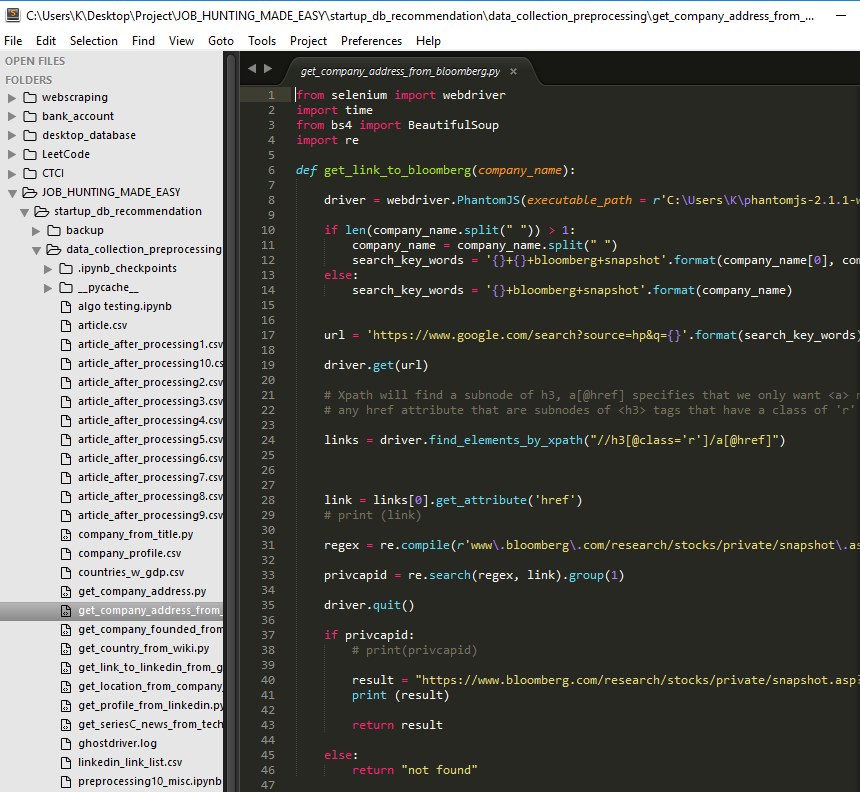 C:\Users\K\Desktop\Project\JOB_HUNTING_MADE_EASY\startup_db_recommendation\data_collection_preprocessing\get_company_address_from_...
File Edit Selection Find View Goto Tools Project Preferences Help
OPEN FILES
FOLDERS
webscraping
bank_account
desktop_database
LeetCode
CTCI
JOB_HUNTING_MADE_EASY
startup_db_recommendation
backup
data_collection_preprocessing
.ipynb_checkpoints
__pycache__
algo testing.ipynb
article.csv
article_after_processing1.csv
article_after_processing10.cs
article_after_processing2.csv
article_after_processing3.csv
article_after_processing4.csv
article_after_processing5.csv
article_after_processing6.csv
article_after_processing7.csv
article_after_processing8.csv
article_after_processing9.csv
company_from_title.py
company_profile.csv
countries_w_gdp.csv
get_company_address.py
get_company_address_from_
get_company_founded_from
get_country_from_wiki.py
get_link_to_linkedin_from_g
get_location_from_company_
get_profile_from_linkedin.py
get_seriesC_news_from_tech
ghostdriver.log
linkedin_link_list.csv
preprocessing10_misc.ipynb
get_company_address_from_bloomberg.py ×
1 from selenium import webdriver
2 import time
3 from bs4 import BeautifulSoup
4 import re
5
6 def get_link_to_bloomberg(company_name):
7
8 driver = webdriver.PhantomJS(executable_path = r'C:\Users\K\phantomjs-2.1.1-w
9
10 if len(company_name.split(" ")) > 1:
11 company_name = company_name.split(" ")
12 search_key_words = '{}+{}+bloomberg+snapshot'.format(company_name[0], com
13 else:
14 search_key_words = '{}+bloomberg+snapshot'.format(company_name)
15
16
17 url = 'https://www.google.com/search?source=hp&q={}'.format(search_key_words)
18
19 driver.get(url)
20
21 # Xpath will find a subnode of h3, a[@href] specifies that we only want <a> n
22 # any href attribute that are subnodes of <h3> tags that have a class of 'r'
23
24 links = driver.find_elements_by_xpath("//h3[@class='r']/a[@href]")
25
26
27
28 link = links[0].get_attribute('href')
29 # print (link)
30
31 regex = re.compile(r'www\.bloomberg\.com/research/stocks/private/snapshot\.as
32
33 privcapid = re.search(regex, link).group(1)
34
35 driver.quit()
36
37 if privcapid:
38 # print(privcapid)
39
40 result = "https://www.bloomberg.com/research/stocks/private/snapshot.asp?
41 print (result)
42
43 return result
44
45 else:
46 return "not found"
47